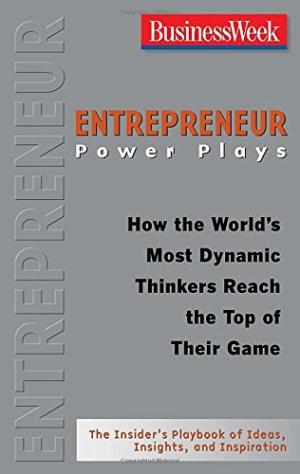 ENTREPRENEUR
BusinessWeek
ENTREPRENEUR
Power Plays
How the World's
Most Dynamic
Thinkers Reach
the Top of
Their Game
The Insider's Playbook of Ideas,
Insights, and Inspiration